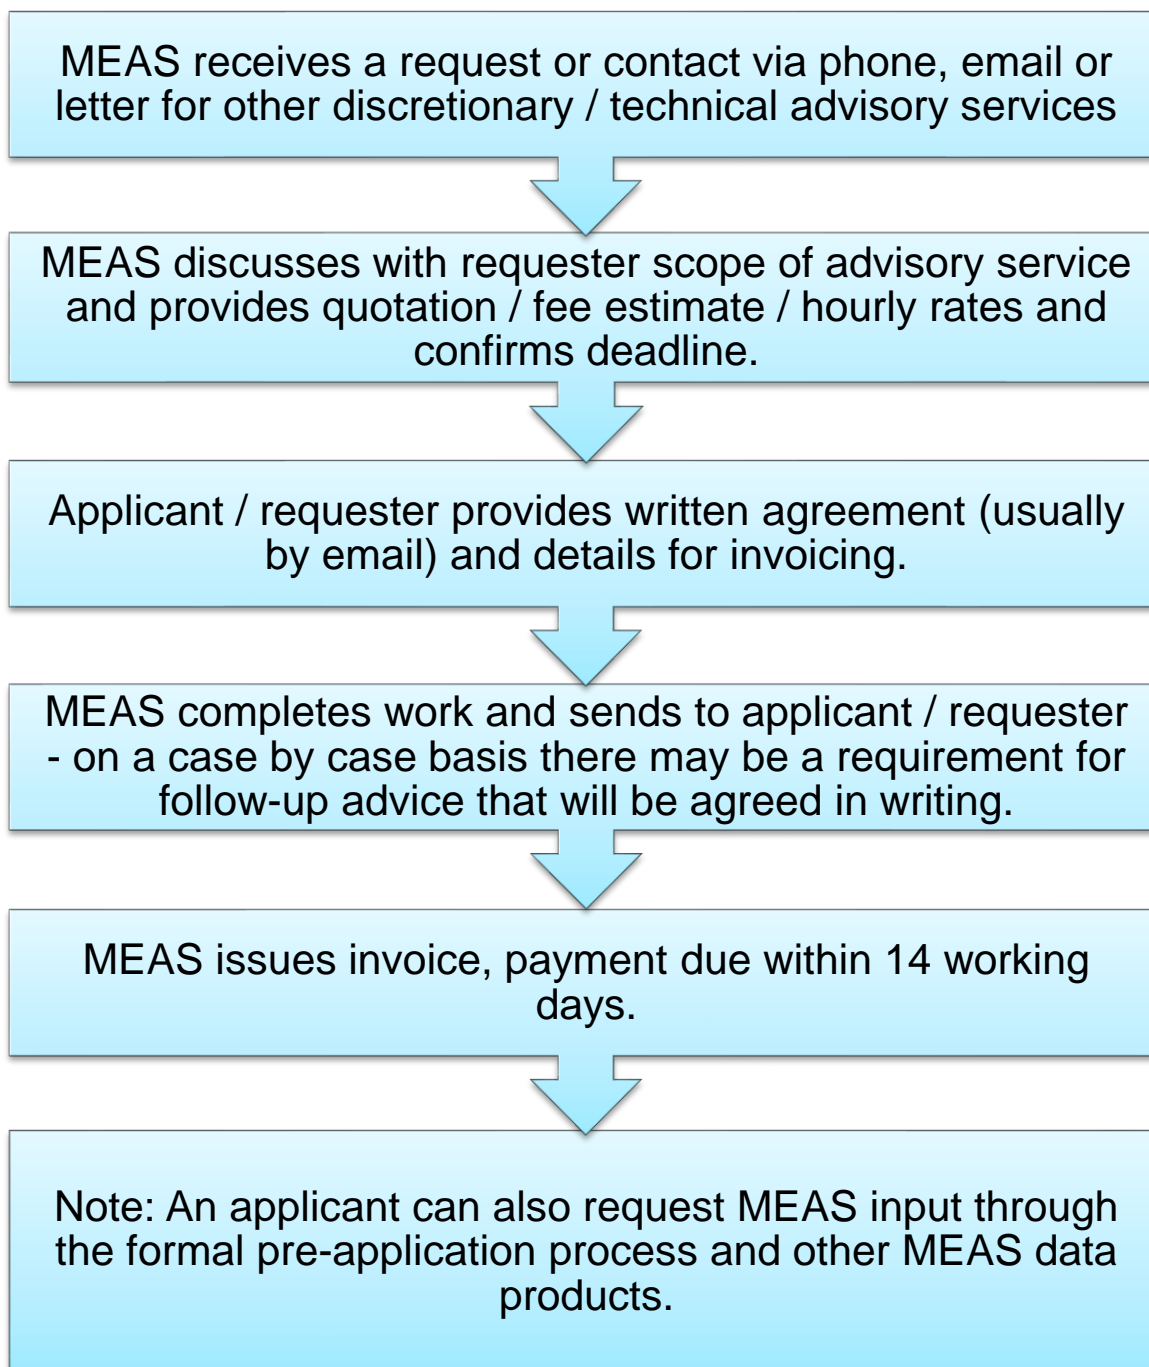 MEAS receives a request or contact via phone, email or
letter for other discretionary / technical advisory services
MEAS discusses with requester scope of advisory service
and provides quotation / fee estimate / hourly rates and
confirms deadline.
Applicant / requester provides written agreement (usually
by email) and details for invoicing.
MEAS completes work and sends to applicant / requester
- on a case by case basis there may be a requirement for
follow-up advice that will be agreed in writing.
MEAS issues invoice, payment due within 14 working
days.
Note: An applicant can also request MEAS input through
the formal pre-application process and other MEAS data
products.